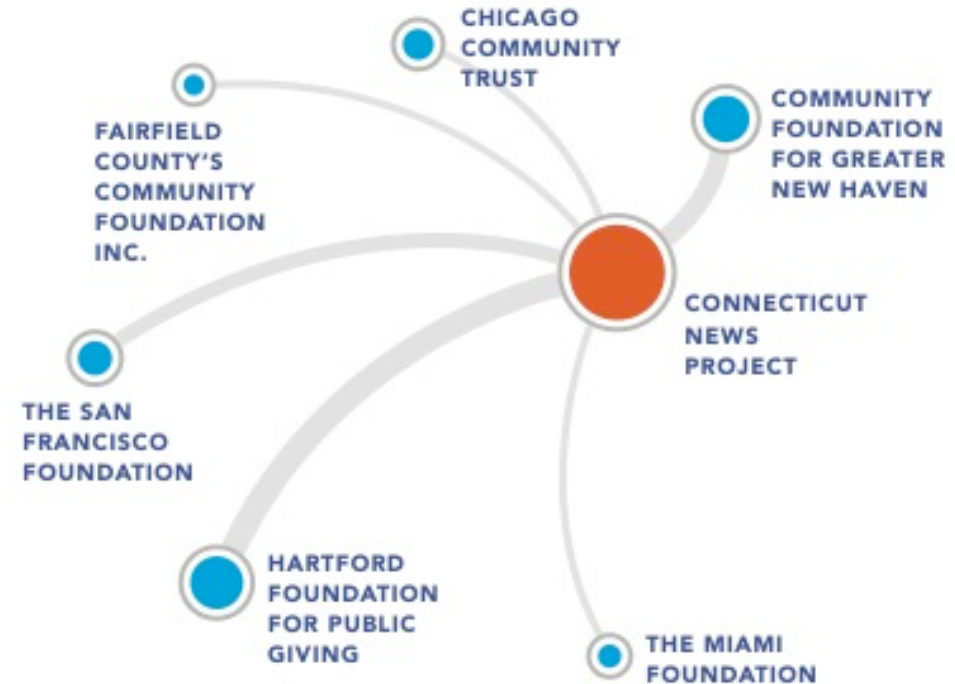 CHICAGO
COMMUNITY
TRUST
COMMUNITY
FOUNDATION
FOR GREATER
NEW HAVEN
FAIRFIELD
COUNTY'S
COMMUNITY
FOUNDATION
INC.
CONNECTICUT
NEWS
PROJECT
THE SAN
FRANCISCO
FOUNDATION
HARTFORD
FOUNDATION
FOR PUBLIC
GIVING
THE MIAMI
FOUNDATION